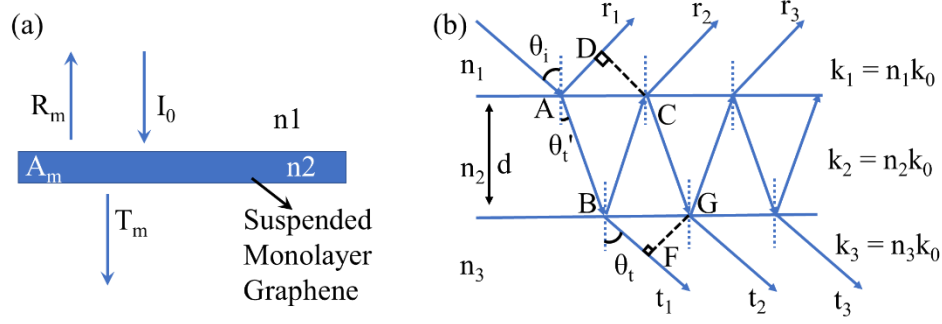 (a)
R_m
I_0
n1
A_m
n2
T_m
Suspended
Monolayer
Graphene
(b)
r_1
r_2
r_3
θ_i
D
n_1
k_1 = n_1k_0
A
C
θ_t'
n_2
d
k_2 = n_2k_0
B
G
k_3 = n_3k_0
F
n_3
θ_t
t_1
t_2
t_3